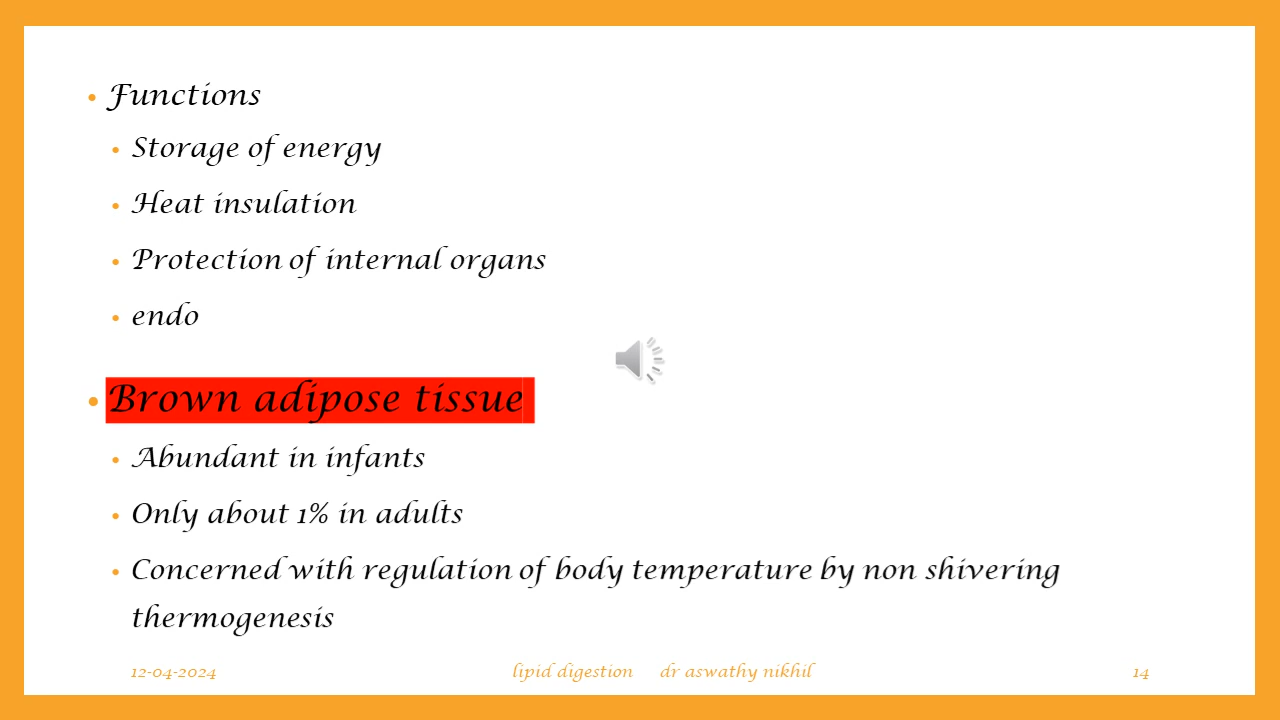 • Functions
• Storage of energy
• Heat insulation
• Protection of internal organs
• endo
• Brown adipose tissue
• Abundant in infants
• Only about 1% in adults
• Concerned with regulation of body temperature by non shivering
thermogenesis
12-04-2024 lipid digestion dr aswathy nikhil 14